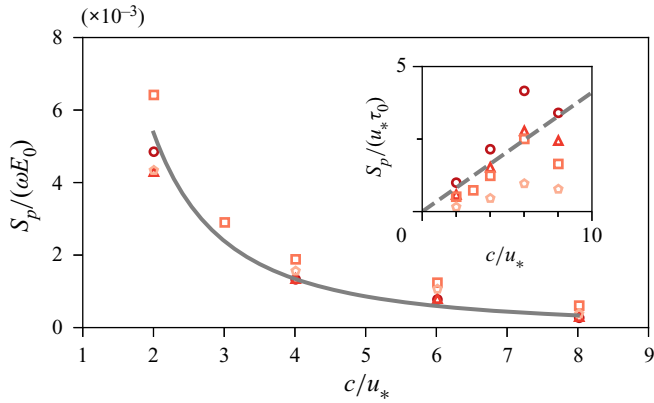 (×10⁻³)
8
6
4
2
0
S_p/(ωE_0)
1 2 3 4 5 6 7 8 9
c/u_*
5
S_p/(u_*τ_0)
0 10
c/u_*